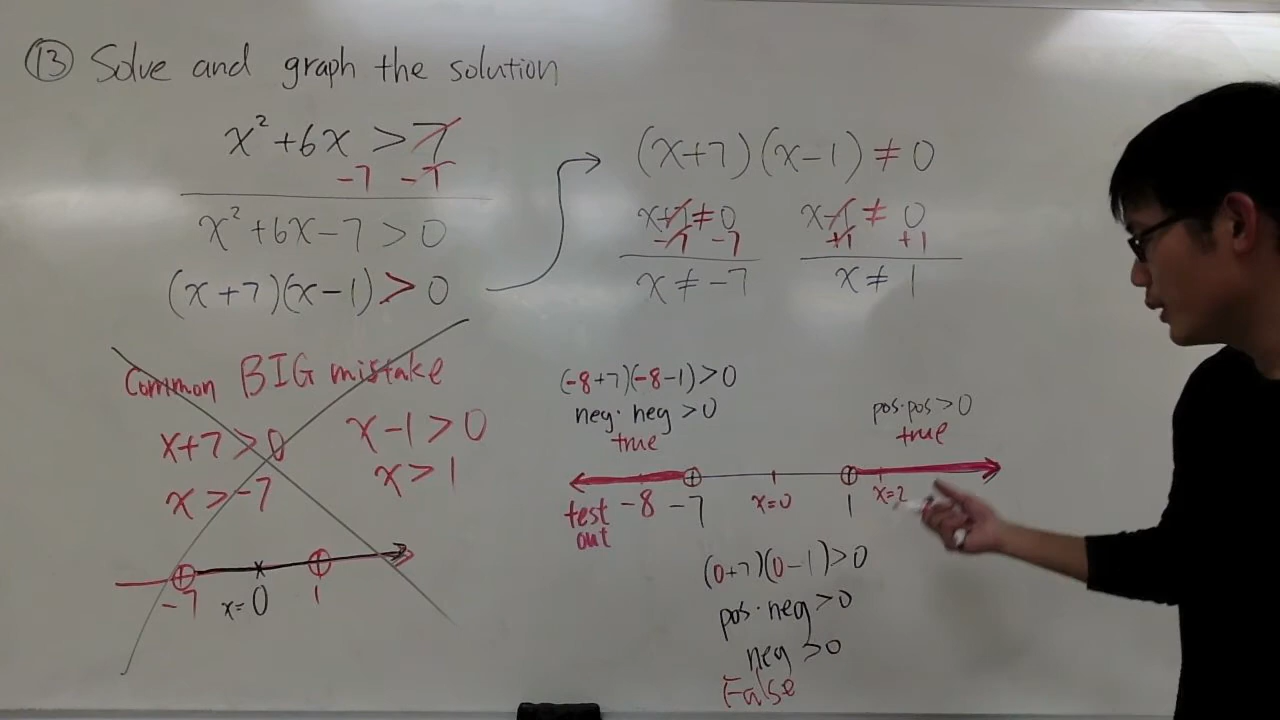 13 Solve and graph the solution
x² + 6x > 7
-7 -7
x² + 6x - 7 > 0
(x+7)(x-1) > 0
(x+7)(x-1) ≠ 0
x+7 ≠ 0
-7 -7
x ≠ -7
x-1 ≠ 0
+1 +1
x ≠ 1
Common BIG mistake
x+7 > 0
x > -7
x-1 > 0
x > 1
-7 x=0 1
(-8+7)(-8-1) > 0
neg · neg > 0
true
pos · pos > 0
true
test out -8 -7 x=0 1 x=2
(0+7)(0-1) > 0
pos · neg > 0
neg > 0
False